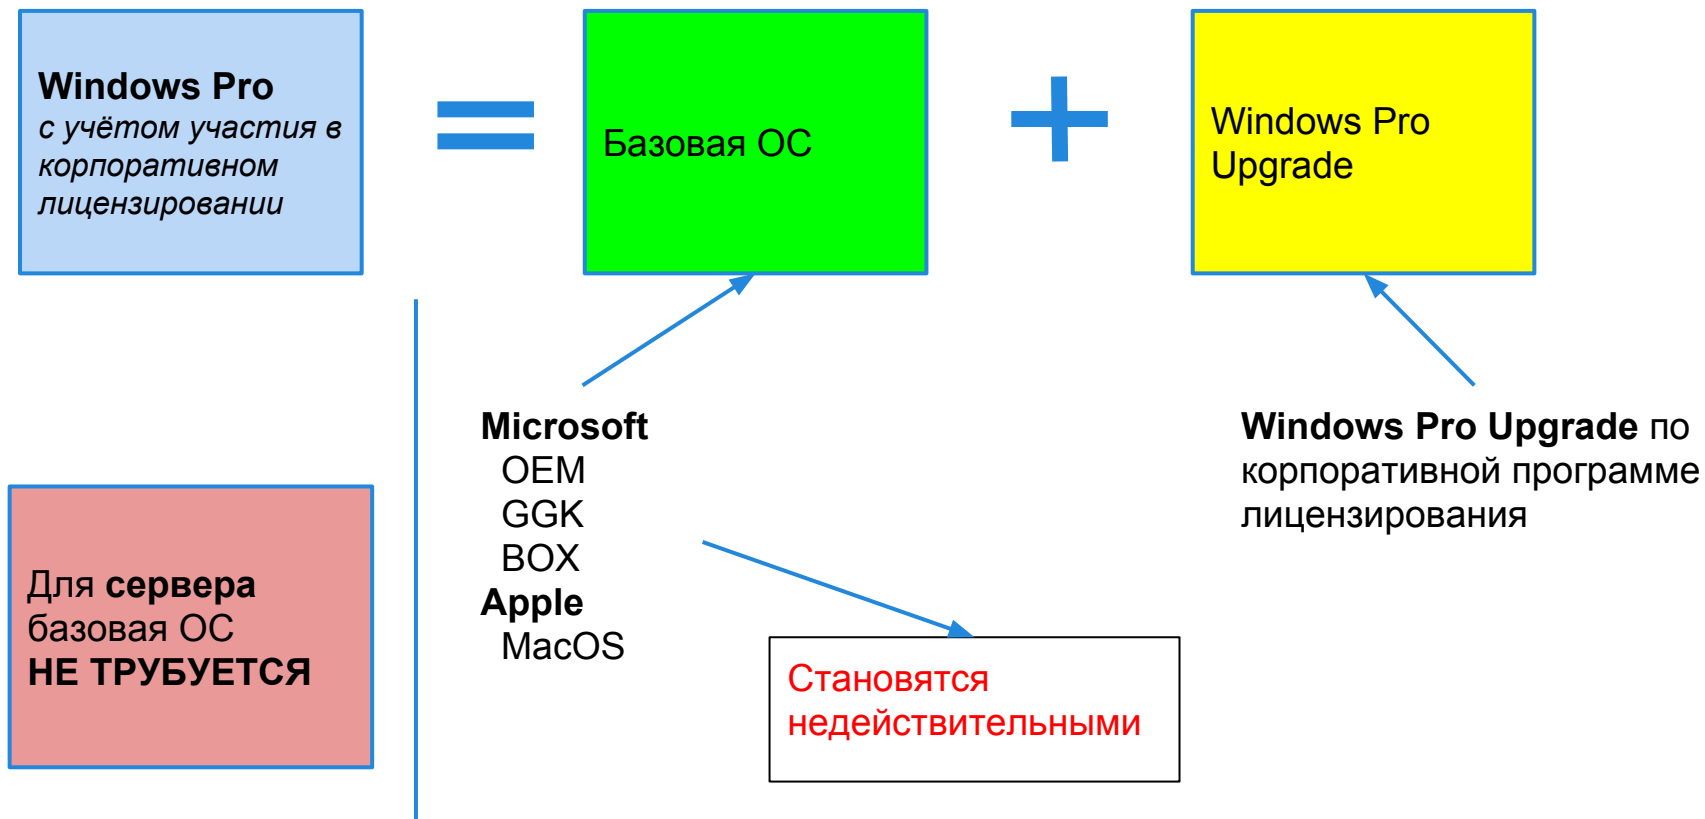 Windows Pro
с учётом участия в
корпоративном
лицензировании
=
Базовая ОС
+
Windows Pro
Upgrade
Microsoft
OEM
GGK
BOX
Apple
MacOS
Windows Pro Upgrade по
корпоративной программе
лицензирования
Для сервера
базовая ОС
НЕ ТРУБУЕТСЯ
Становятся
недействительными